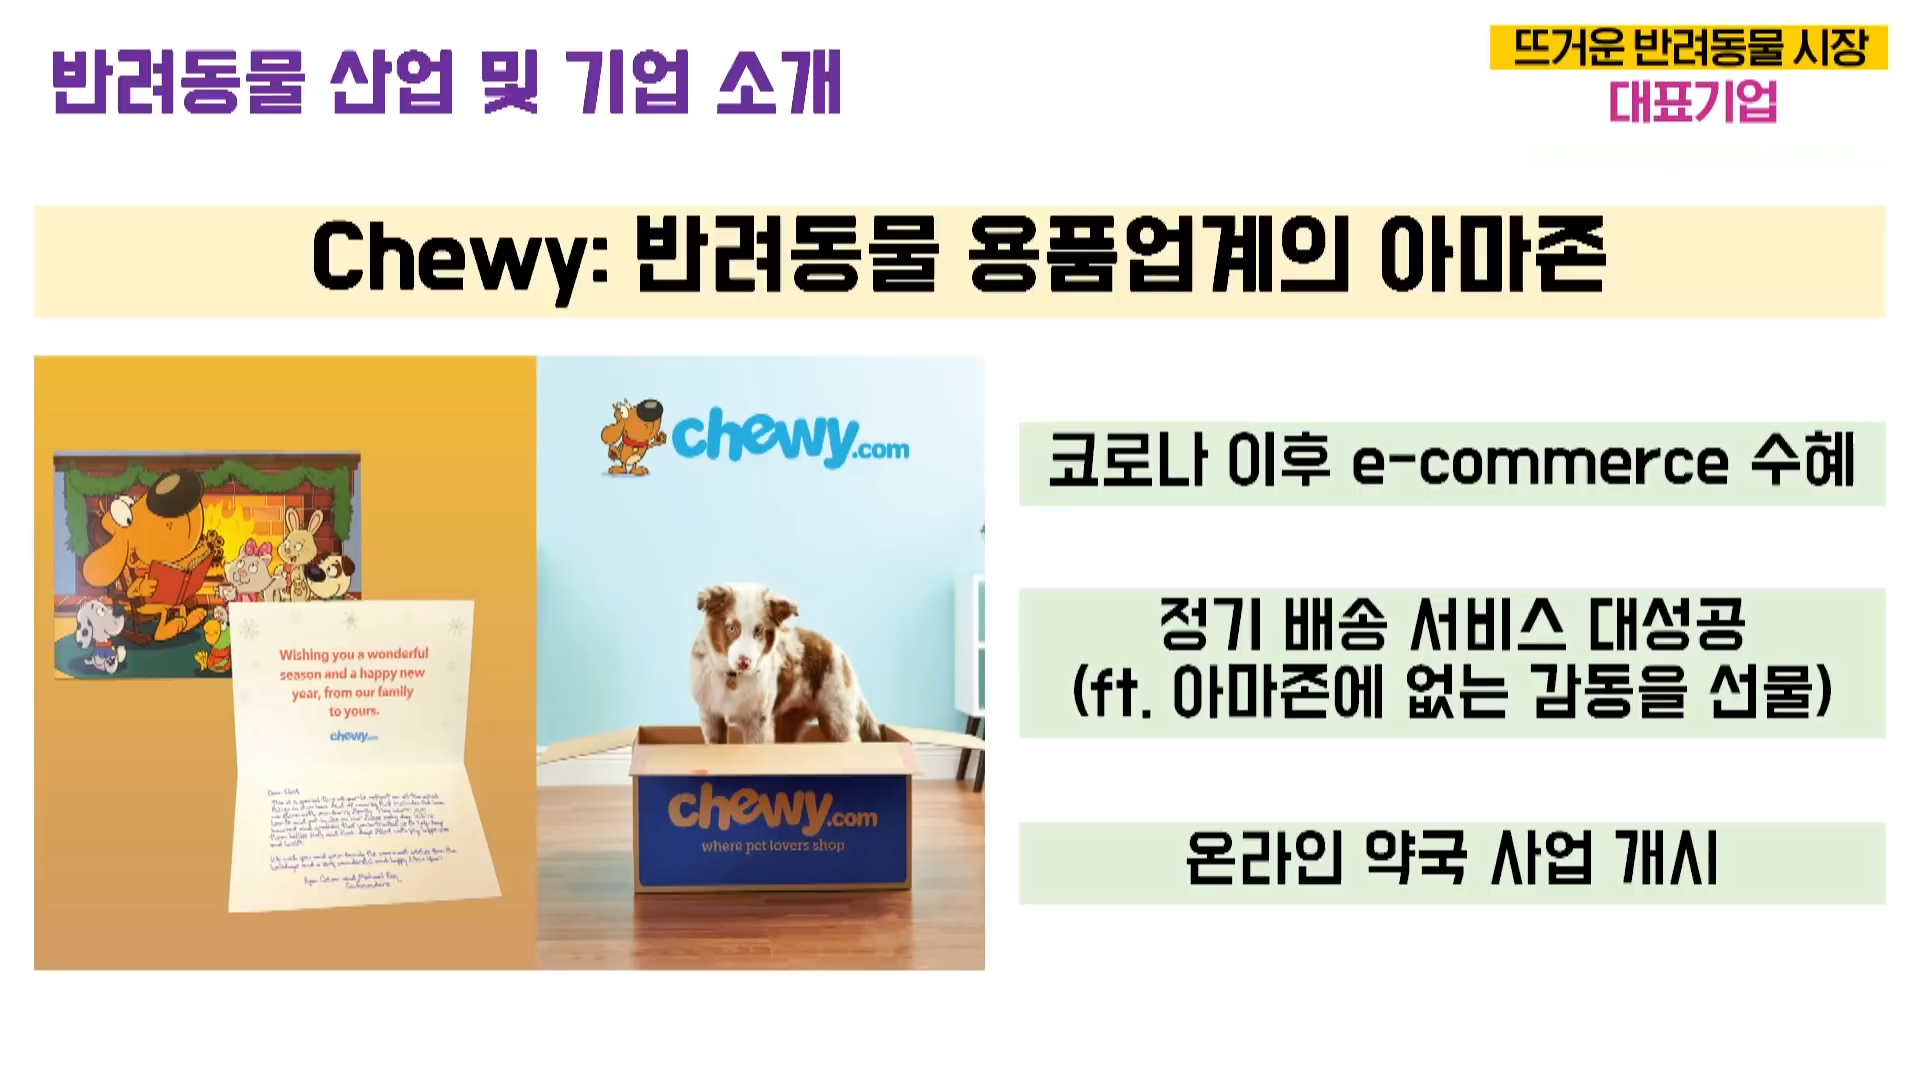 반려동물 산업 및 기업 소개
뜨거운 반려동물 시장
대표기업
Chewy: 반려동물 용품업계의 아마존
chewy.com
Wishing you a wonderful
season and a happy new
year, from our family
to yours.
chewy.com
chewy.com
where pet lovers shop
코로나 이후 e-commerce 수혜
정기 배송 서비스 대성공
(ft. 아마존에 없는 감동을 선물)
온라인 약국 사업 개시